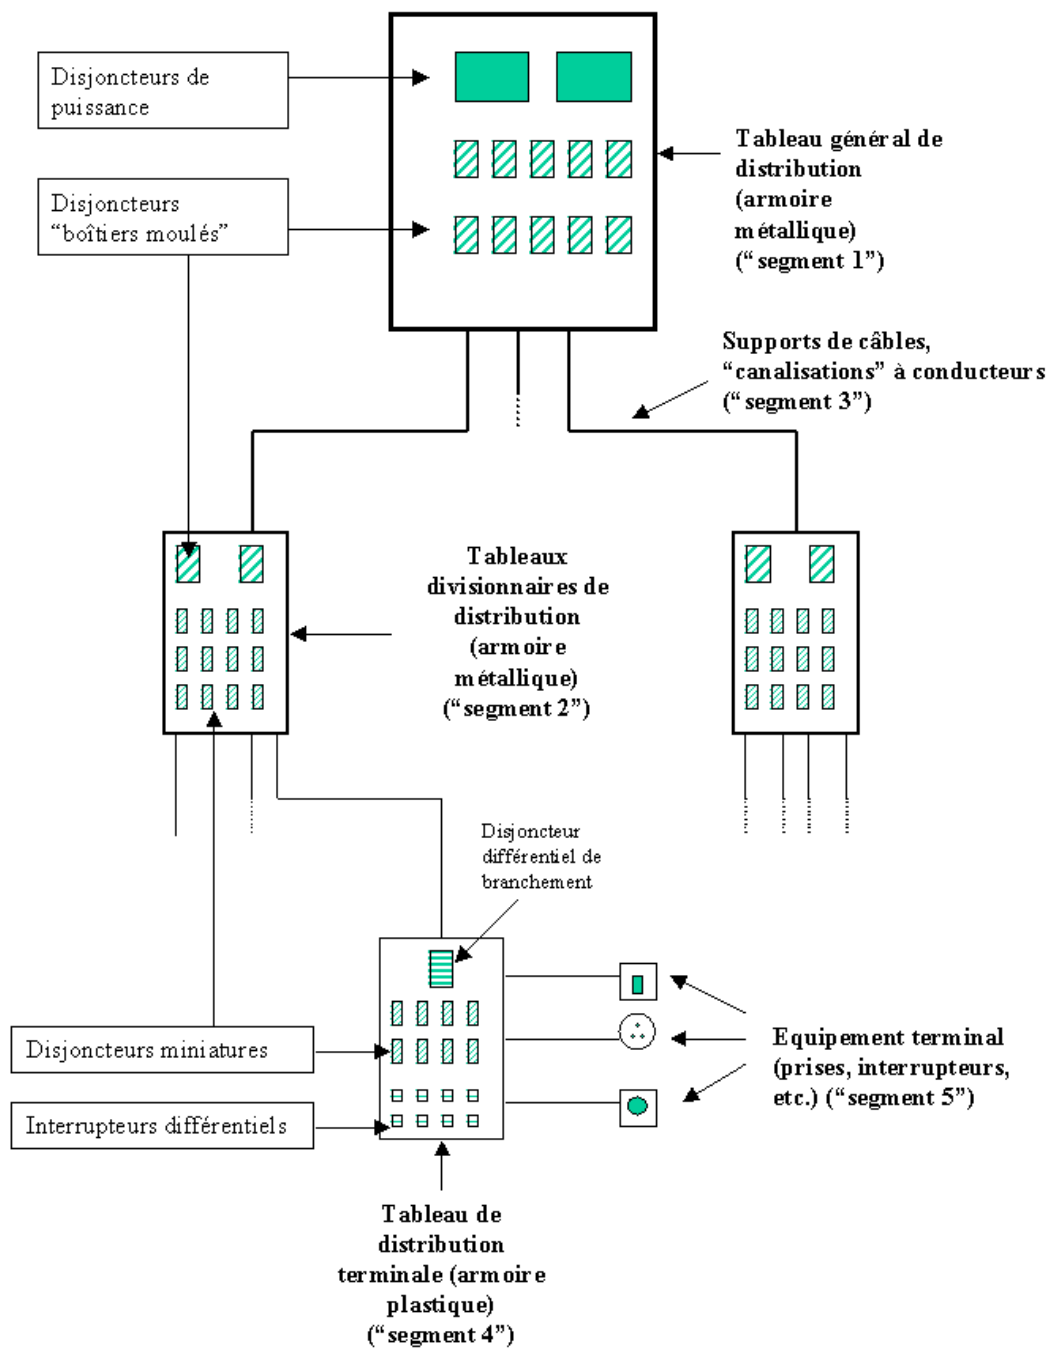 Disjoncteurs de
puissance
Tableau général de
distribution
(armoire
métallique)
(“segment 1”)
Disjoncteurs
“boîtiers moulés”
Supports de câbles,
“canalisations” à conducteurs
(“segment 3”)
Tableaux
divisionnaires de
distribution
(armoire
métallique)
(“segment 2”)
Disjoncteur
différentiel de
branchement
Disjoncteurs miniatures
Interrupteurs différentiels
Equipement terminal
(prises, interrupteurs,
etc.) (“segment 5”)
Tableau de
distribution
terminale (armoire
plastique)
(“segment 4”)